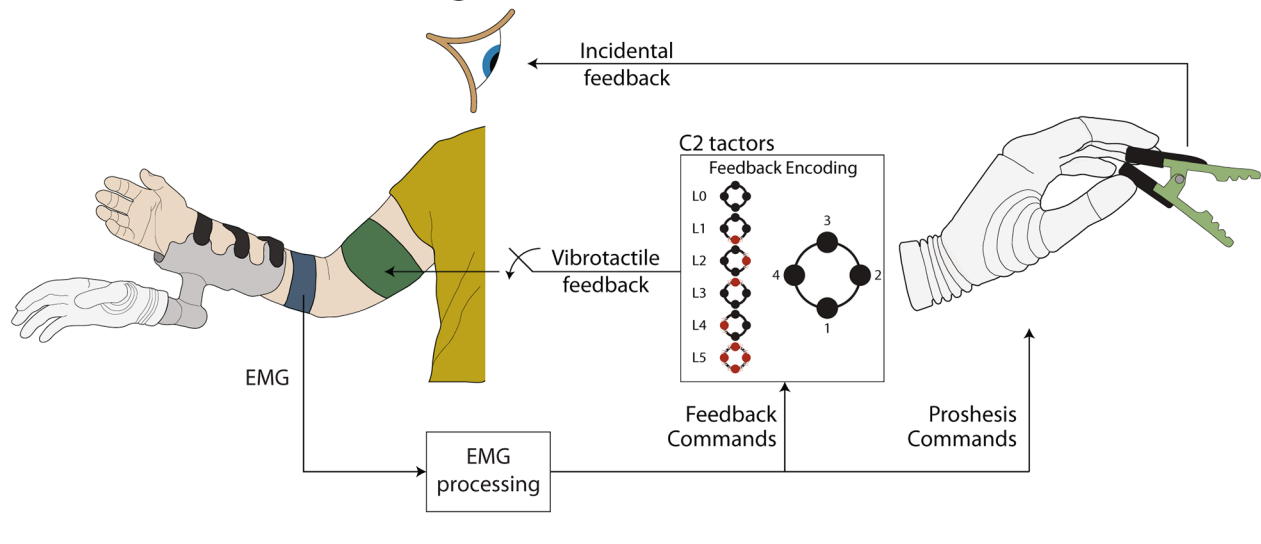 Incidental
feedback
C2 tactors
Feedback Encoding
L0
L1
L2
L3
L4
L5
3
4
2
1
Vibrotactile
feedback
EMG
Feedback
Commands
Proshesis
Commands
EMG
processing